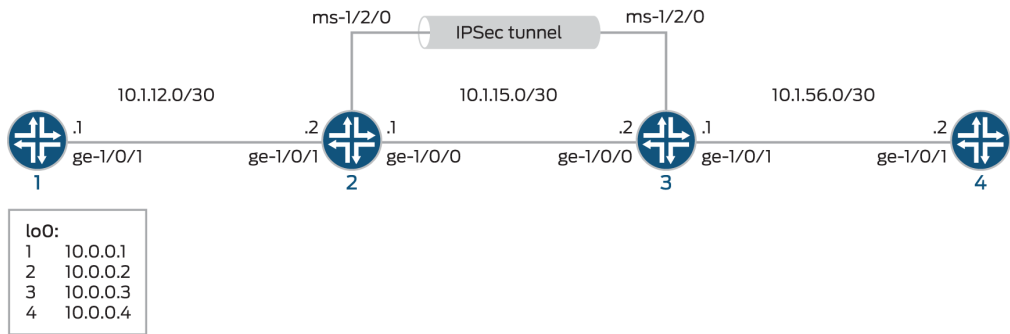 ms-1/2/0
IPSec tunnel
ms-1/2/0
10.1.12.0/30
10.1.15.0/30
10.1.56.0/30
.1
.2
.1
.2
.1
.2
ge-1/0/1
ge-1/0/1
ge-1/0/0
ge-1/0/0
ge-1/0/1
ge-1/0/1
1
2
3
4
lo0:
1 10.0.0.1
2 10.0.0.2
3 10.0.0.3
4 10.0.0.4